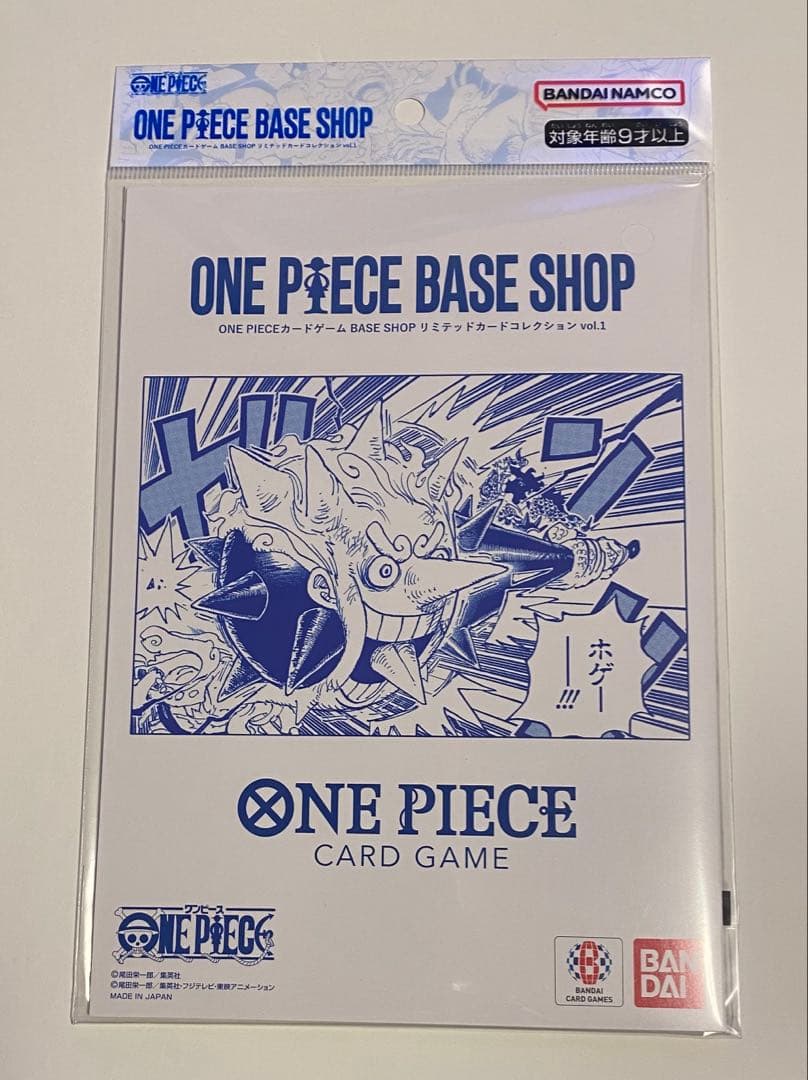 ONE PIECE
BANDAI NAMCO
ONE PIECE BASE SHOP
ONE PIECEカードゲーム BASE SHOP リミテッドカードコレクション vol.1
対象年齢9才以上
ONE PIECE BASE SHOP
ONE PIECEカードゲーム BASE SHOP リミテッドカードコレクション vol.1
ホゲー
ーー!!!
ONE PIECE
CARD GAME
ワンピース
ONE PIECE
©尾田栄一郎/集英社
©尾田栄一郎/集英社・フジテレビ・東映アニメーション
MADE IN JAPAN
BANDAI
CARD GAMES
BAN
DAI